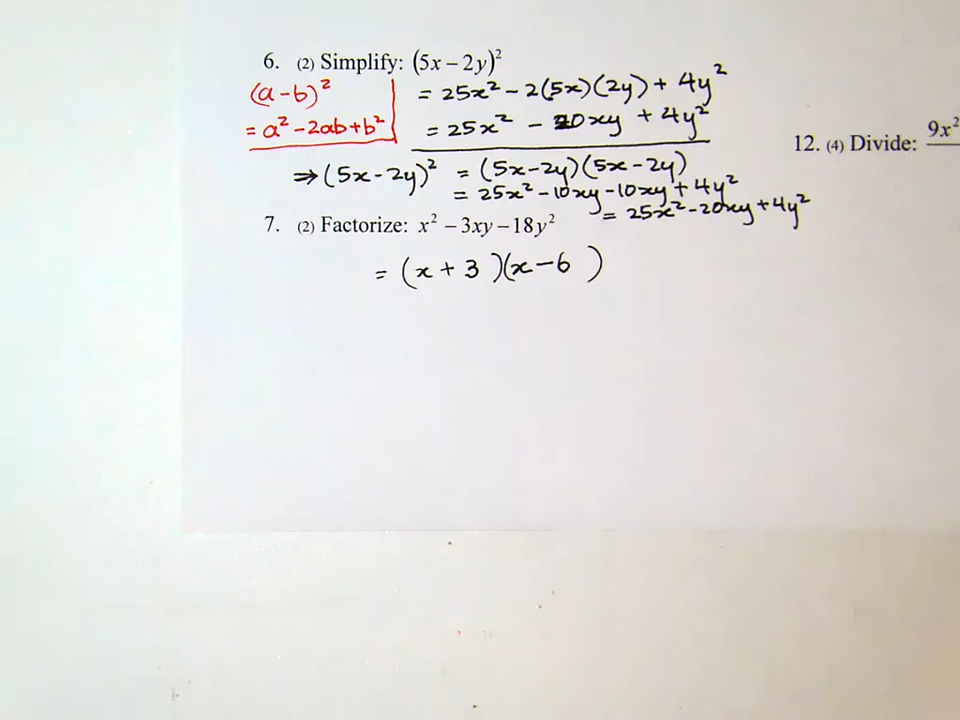 6. (2) Simplify: (5x – 2y)²
(a - b)²
= a² - 2ab + b²
= 25x² - 2(5x)(2y) + 4y²
= 25x² - 20xy + 4y²
⇒ (5x - 2y)² = (5x - 2y)(5x - 2y)
= 25x² - 10xy - 10xy + 4y²
= 25x² - 20xy + 4y²
7. (2) Factorize: x² – 3xy – 18y²
= (x + 3 )(x - 6 )
12. (4) Divide: 9x²